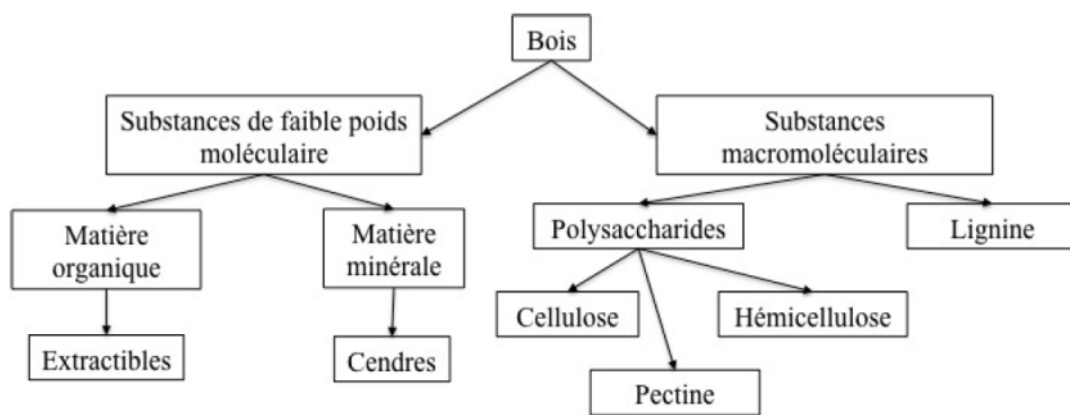 Bois
Substances de faible poids
moléculaire
Substances
macromoléculaires
Matière
organique
Matière
minérale
Polysaccharides
Lignine
Cellulose
Hémicellulose
Extractibles
Cendres
Pectine